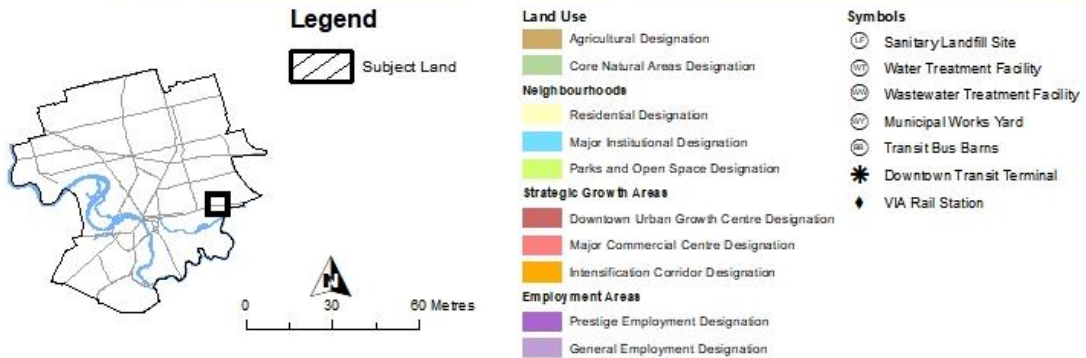 Legend
Subject Land
N
0 30 60 Metres
Land Use
Agricultural Designation
Core Natural Areas Designation
Neighbourhoods
Residential Designation
Major Institutional Designation
Parks and Open Space Designation
Strategic Growth Areas
Downtown Urban Growth Centre Designation
Major Commercial Centre Designation
Intensification Corridor Designation
Employment Areas
Prestige Employment Designation
General Employment Designation
Symbols
LF Sanitary Landfill Site
WT Water Treatment Facility
WW Wastewater Treatment Facility
WY Municipal Works Yard
BB Transit Bus Barns
Downtown Transit Terminal
VIA Rail Station